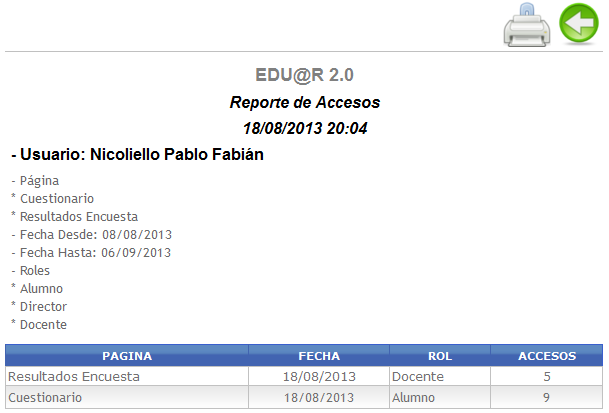 EDU@R 2.0
Reporte de Accesos
18/08/2013 20:04
- Usuario: Nicoliello Pablo Fabián
- Página
* Cuestionario
* Resultados Encuesta
- Fecha Desde: 08/08/2013
- Fecha Hasta: 06/09/2013
- Roles
* Alumno
* Director
* Docente
PAGINA FECHA ROL ACCESOS
Resultados Encuesta 18/08/2013 Docente 5
Cuestionario 18/08/2013 Alumno 9